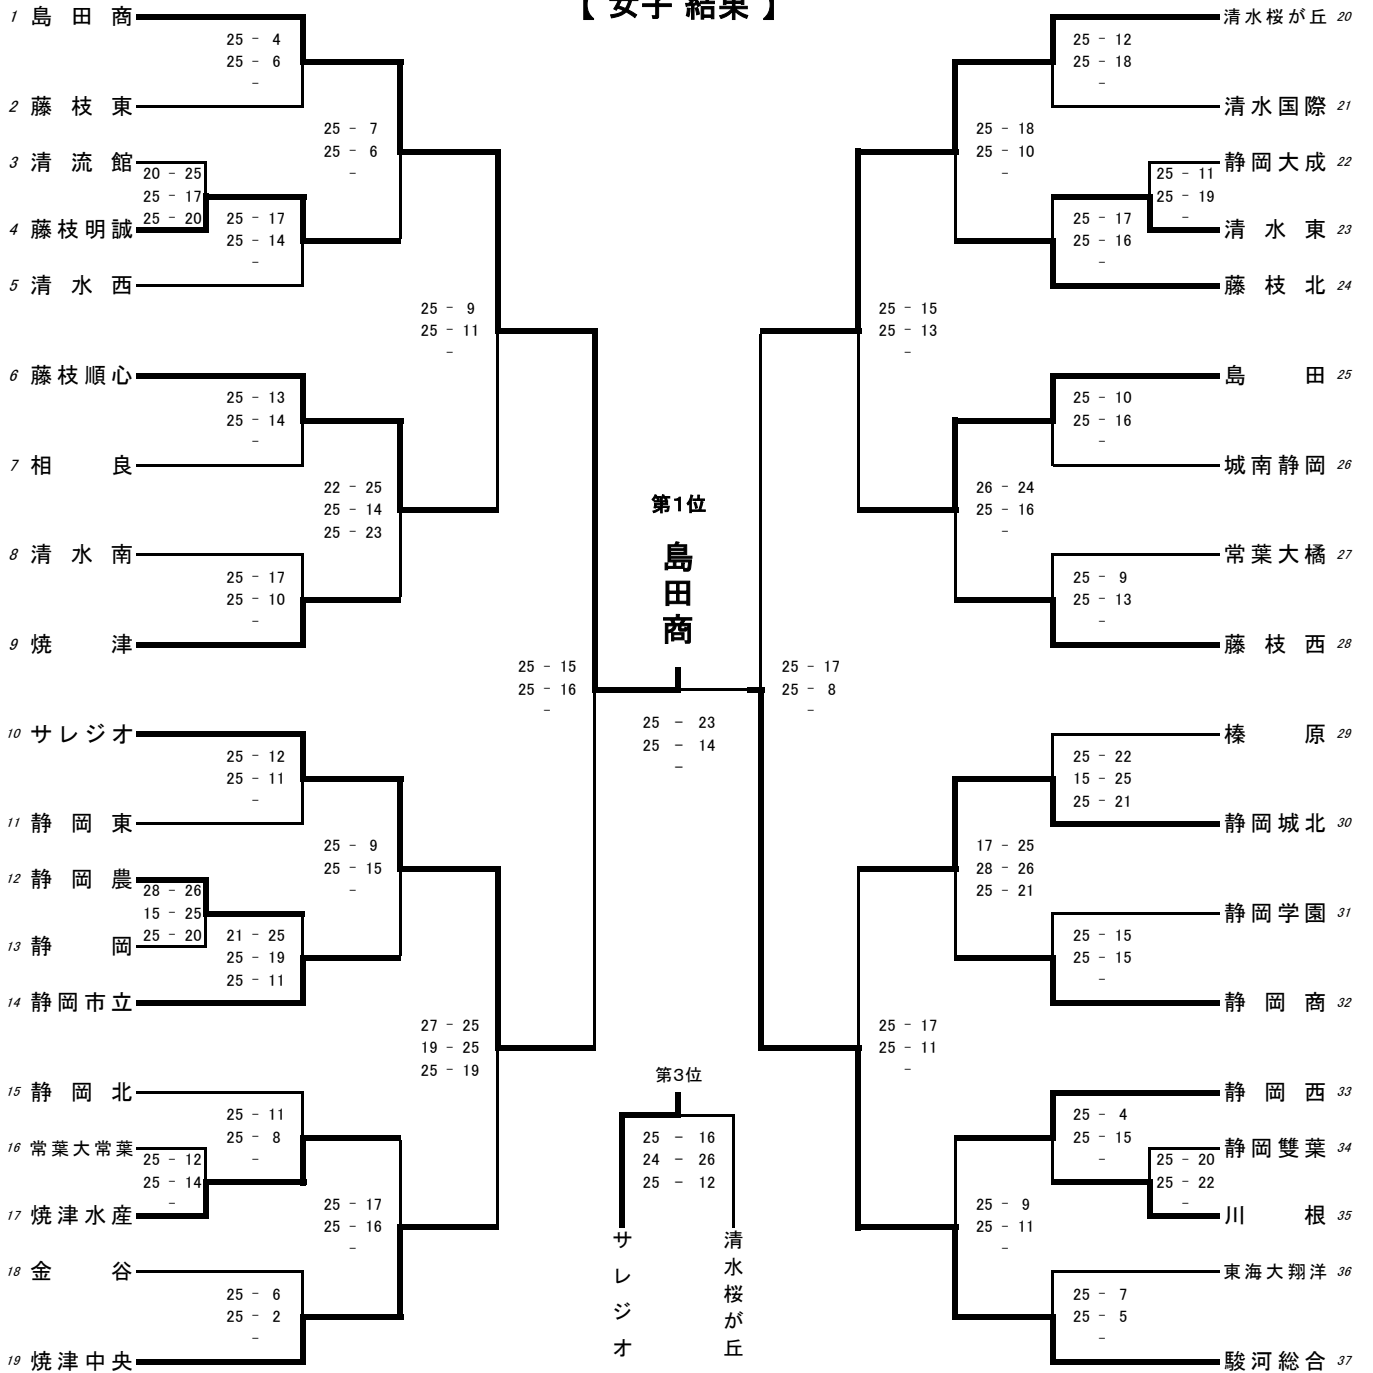 【 女子 結果 】
1 島田商
25 - 4
25 - 6
-
2 藤枝東
25 - 7
25 - 6
-
3 清流館
20 - 25
25 - 17
25 - 20
4 藤枝明誠
25 - 17
25 - 14
-
5 清水西
25 - 9
25 - 11
-
6 藤枝順心
25 - 13
25 - 14
-
7 相良
22 - 25
25 - 14
25 - 23
8 清水南
25 - 17
25 - 10
-
9 焼津
25 - 15
25 - 16
-
10 サレジオ
25 - 12
25 - 11
-
11 静岡東
25 - 9
25 - 15
-
12 静岡農
28 - 26
15 - 25
25 - 20
13 静岡
21 - 25
25 - 19
25 - 11
14 静岡市立
27 - 25
19 - 25
25 - 19
15 静岡北
25 - 11
25 - 8
-
16 常葉大常葉
25 - 12
25 - 14
-
17 焼津水産
25 - 17
25 - 16
-
18 金谷
25 - 6
25 - 2
-
19 焼津中央
第1位
島田商
25 - 23
25 - 14
-
第3位
25 - 16
24 - 26
25 - 12
サレジオ
清水桜が丘
清水桜が丘 20
25 - 12
25 - 18
-
清水国際 21
25 - 18
25 - 10
-
静岡大成 22
25 - 11
25 - 19
-
清水東 23
25 - 17
25 - 16
-
藤枝北 24
25 - 15
25 - 13
-
島田 25
25 - 10
25 - 16
-
城南静岡 26
26 - 24
25 - 16
-
常葉大橘 27
25 - 9
25 - 13
-
藤枝西 28
25 - 17
25 - 8
-
榛原 29
25 - 22
15 - 25
25 - 21
静岡城北 30
17 - 25
28 - 26
25 - 21
静岡学園 31
25 - 15
25 - 15
-
静岡商 32
25 - 17
25 - 11
-
静岡西 33
25 - 4
25 - 15
-
静岡雙葉 34
25 - 20
25 - 22
-
川根 35
25 - 9
25 - 11
-
東海大翔洋 36
25 - 7
25 - 5
-
駿河総合 37